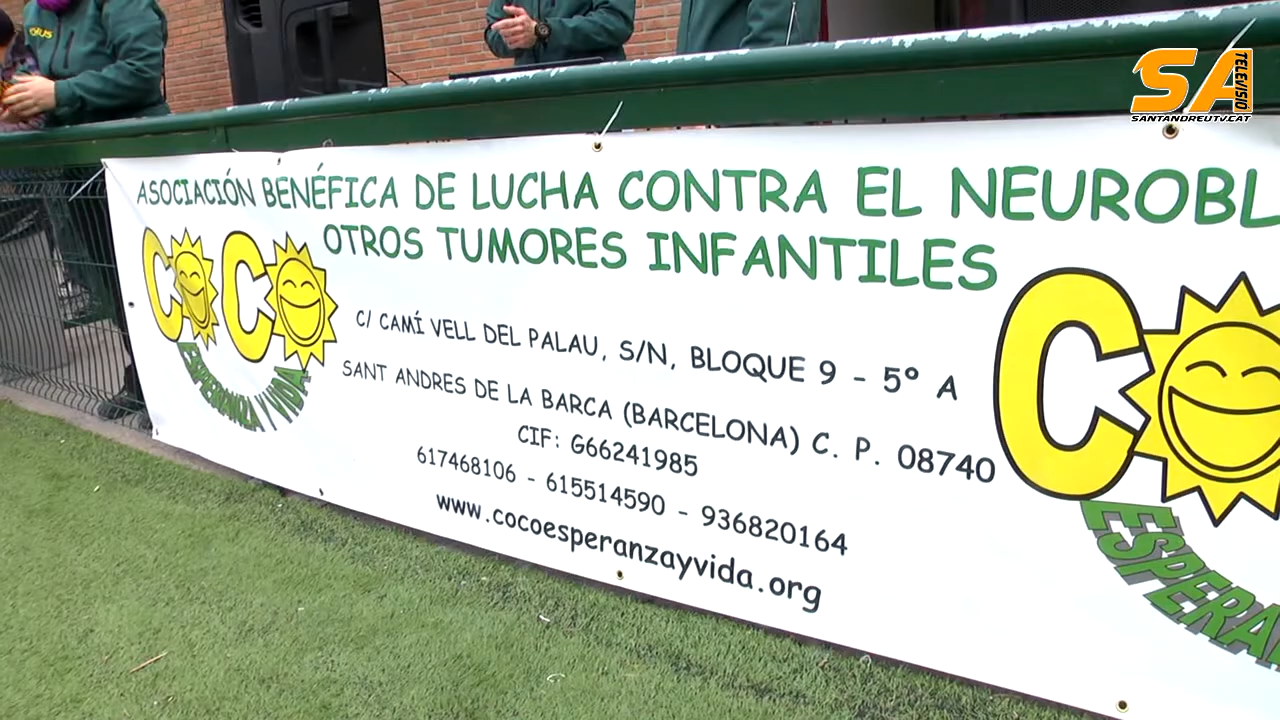 SA TELEVISIO
SANTANDREUTV.CAT
ASOCIACIÓN BENÉFICA DE LUCHA CONTRA EL NEUROBL
OTROS TUMORES INFANTILES
COCO
ESPERANZA Y VIDA
C/ CAMÍ VELL DEL PALAU, S/N, BLOQUE 9 - 5º A
SANT ANDRES DE LA BARCA (BARCELONA) C. P. 08740
CIF: G66241985
617468106 - 615514590 - 936820164
www.cocoesperanzayvida.org
CO
ESPERA